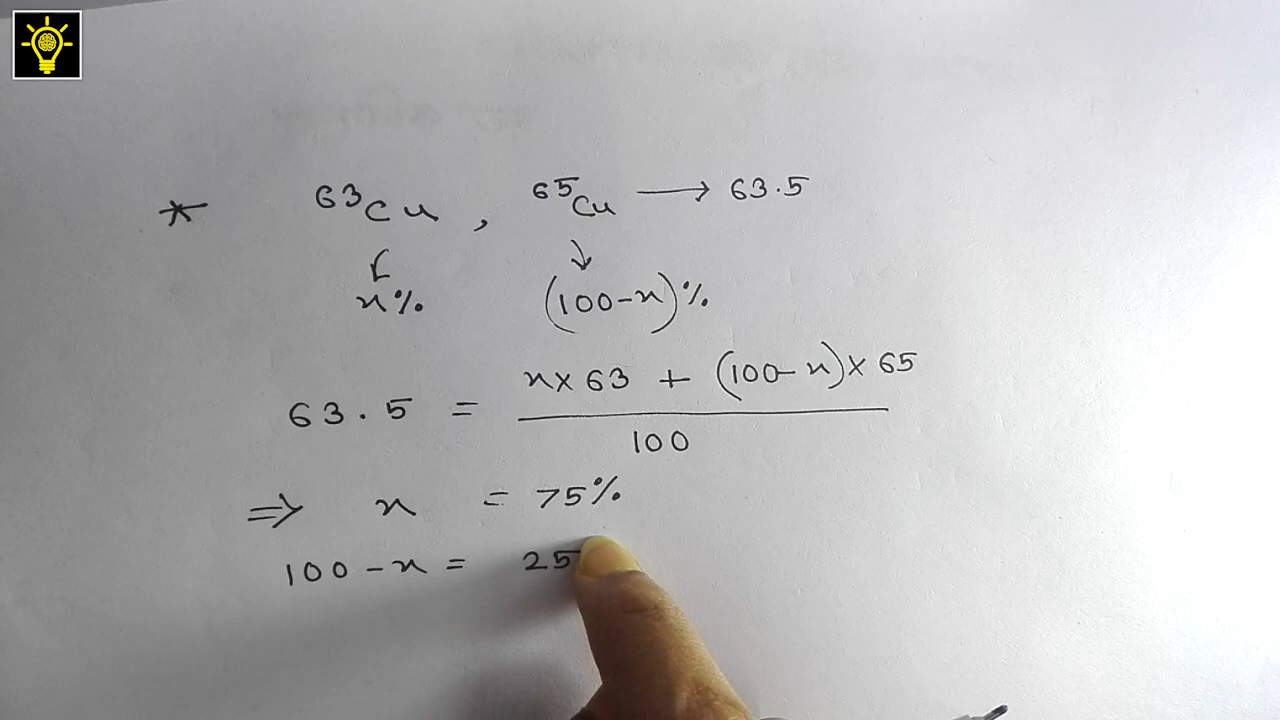 * ⁶³Cu , ⁶⁵Cu ⟶ 63.5
x% (100-x)%
63.5 = x×63 + (100-x)×65 / 100
⇒ x = 75%
100-x = 25